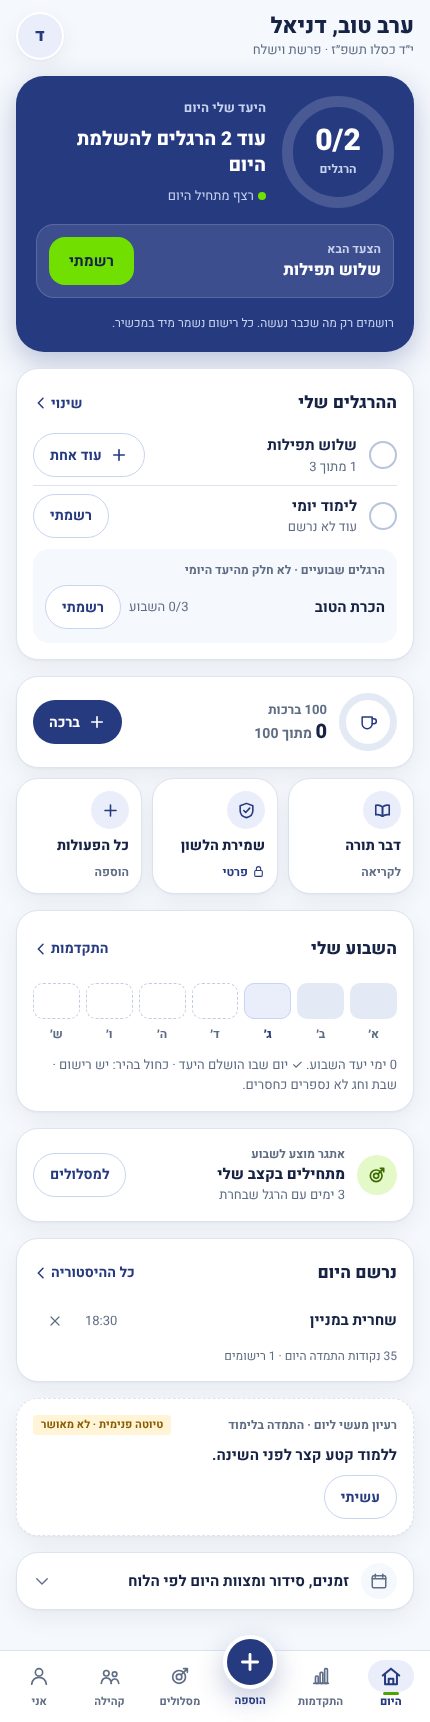 ערב טוב, דניאל
ד
י״ד כסלו תשפ״ז · פרשת וישלח
0/2
הרגלים
היעד שלי היום
עוד 2 הרגלים להשלמת
היום
רצף מתחיל היום
הצעד הבא
שלוש תפילות
רשמתי
רושמים רק מה שכבר נעשה. כל רישום נשמר מיד במכשיר.
ההרגלים שלי
שינוי
שלוש תפילות
1 מתוך 3
עוד אחת
לימוד יומי
עוד לא נרשם
רשמתי
הרגלים שבועיים · לא חלק מהיעד היומי
הכרת הטוב
0/3 השבוע
רשמתי
100 ברכות
0 מתוך 100
ברכה
דבר תורה
לקריאה
שמירת הלשון
פרטי
כל הפעולות
הוספה
השבוע שלי
התקדמות
א׳ ב׳ ג׳ ד׳ ה׳ ו׳ ש׳
0 ימי יעד השבוע. ✓ יום שבו הושלם היעד · כחול בהיר: יש רישום ·
שבת וחג לא נספרים כחסרים.
אתגר מוצע לשבוע
מתחילים בקצב שלי
3 ימים עם הרגל שבחרת
למסלולים
נרשם היום
כל ההיסטוריה
שחרית במניין
18:30
35 נקודות התמדה היום · 1 רישומים
רעיון מעשי ליום · התמדה בלימוד
טיוטה פנימית · לא מאושר
ללמוד קטע קצר לפני השינה.
עשיתי
זמנים, סידור ומצוות היום לפי הלוח
היום
התקדמות
הוספה
מסלולים
קהילה
אני